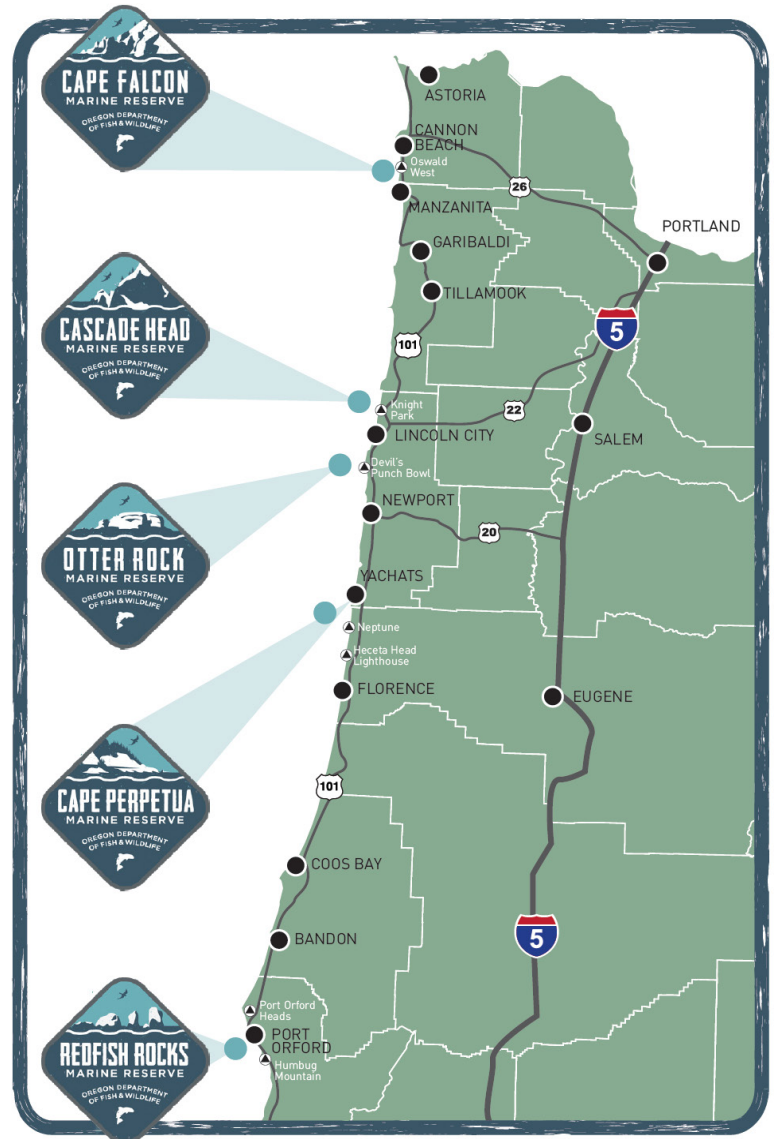 CAPE FALCON
MARINE RESERVE
OREGON DEPARTMENT
OF FISH & WILDLIFE
ASTORIA
CANNON
BEACH
Oswald
West
26
MANZANITA
PORTLAND
GARIBALDI
TILLAMOOK
CASCADE HEAD
MARINE RESERVE
OREGON DEPARTMENT
OF FISH & WILDLIFE
5
101
Knight
Park
22
LINCOLN CITY
SALEM
Devil's
Punch Bowl
OTTER ROCK
MARINE RESERVE
OREGON DEPARTMENT
OF FISH & WILDLIFE
NEWPORT
20
YACHATS
Neptune
Heceta Head
Lighthouse
FLORENCE
EUGENE
CAPE PERPETUA
MARINE RESERVE
OREGON DEPARTMENT
OF FISH & WILDLIFE
101
COOS BAY
BANDON
5
REDFISH ROCKS
MARINE RESERVE
OREGON DEPARTMENT
OF FISH & WILDLIFE
Port Orford
Heads
PORT
ORFORD
Humbug
Mountain